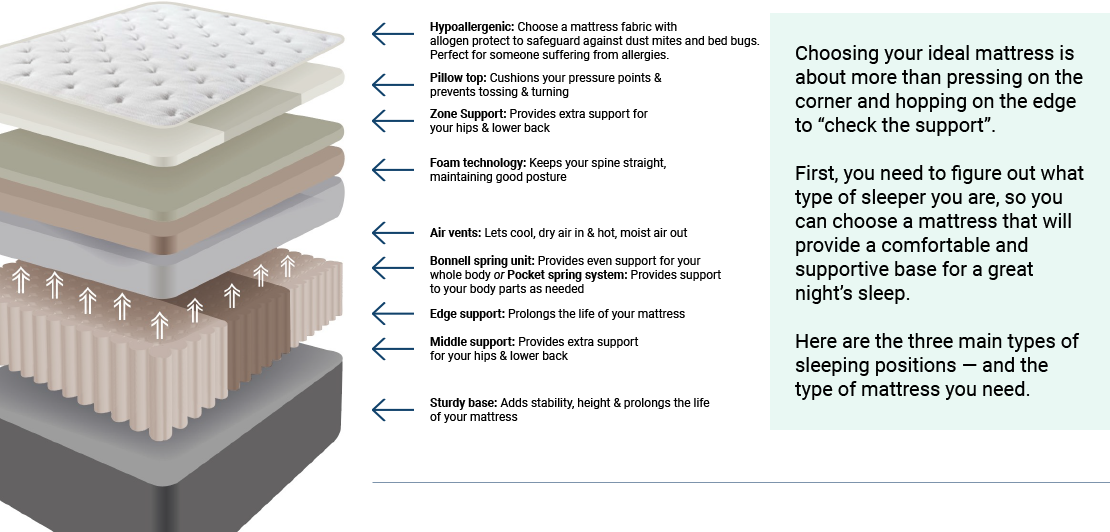 Hypoallergenic: Choose a mattress fabric with
allogen protect to safeguard against dust mites and bed bugs.
Perfect for someone suffering from allergies.
Pillow top: Cushions your pressure points &
prevents tossing & turning
Zone Support: Provides extra support for
your hips & lower back
Foam technology: Keeps your spine straight,
maintaining good posture
Air vents: Lets cool, dry air in & hot, moist air out
Bonnell spring unit: Provides even support for your
whole body or Pocket spring system: Provides support
to your body parts as needed
Edge support: Prolongs the life of your mattress
Middle support: Provides extra support
for your hips & lower back
Sturdy base: Adds stability, height & prolongs the life
of your mattress
Choosing your ideal mattress is
about more than pressing on the
corner and hopping on the edge
to “check the support”.
First, you need to figure out what
type of sleeper you are, so you
can choose a mattress that will
provide a comfortable and
supportive base for a great
night’s sleep.
Here are the three main types of
sleeping positions — and the
type of mattress you need.